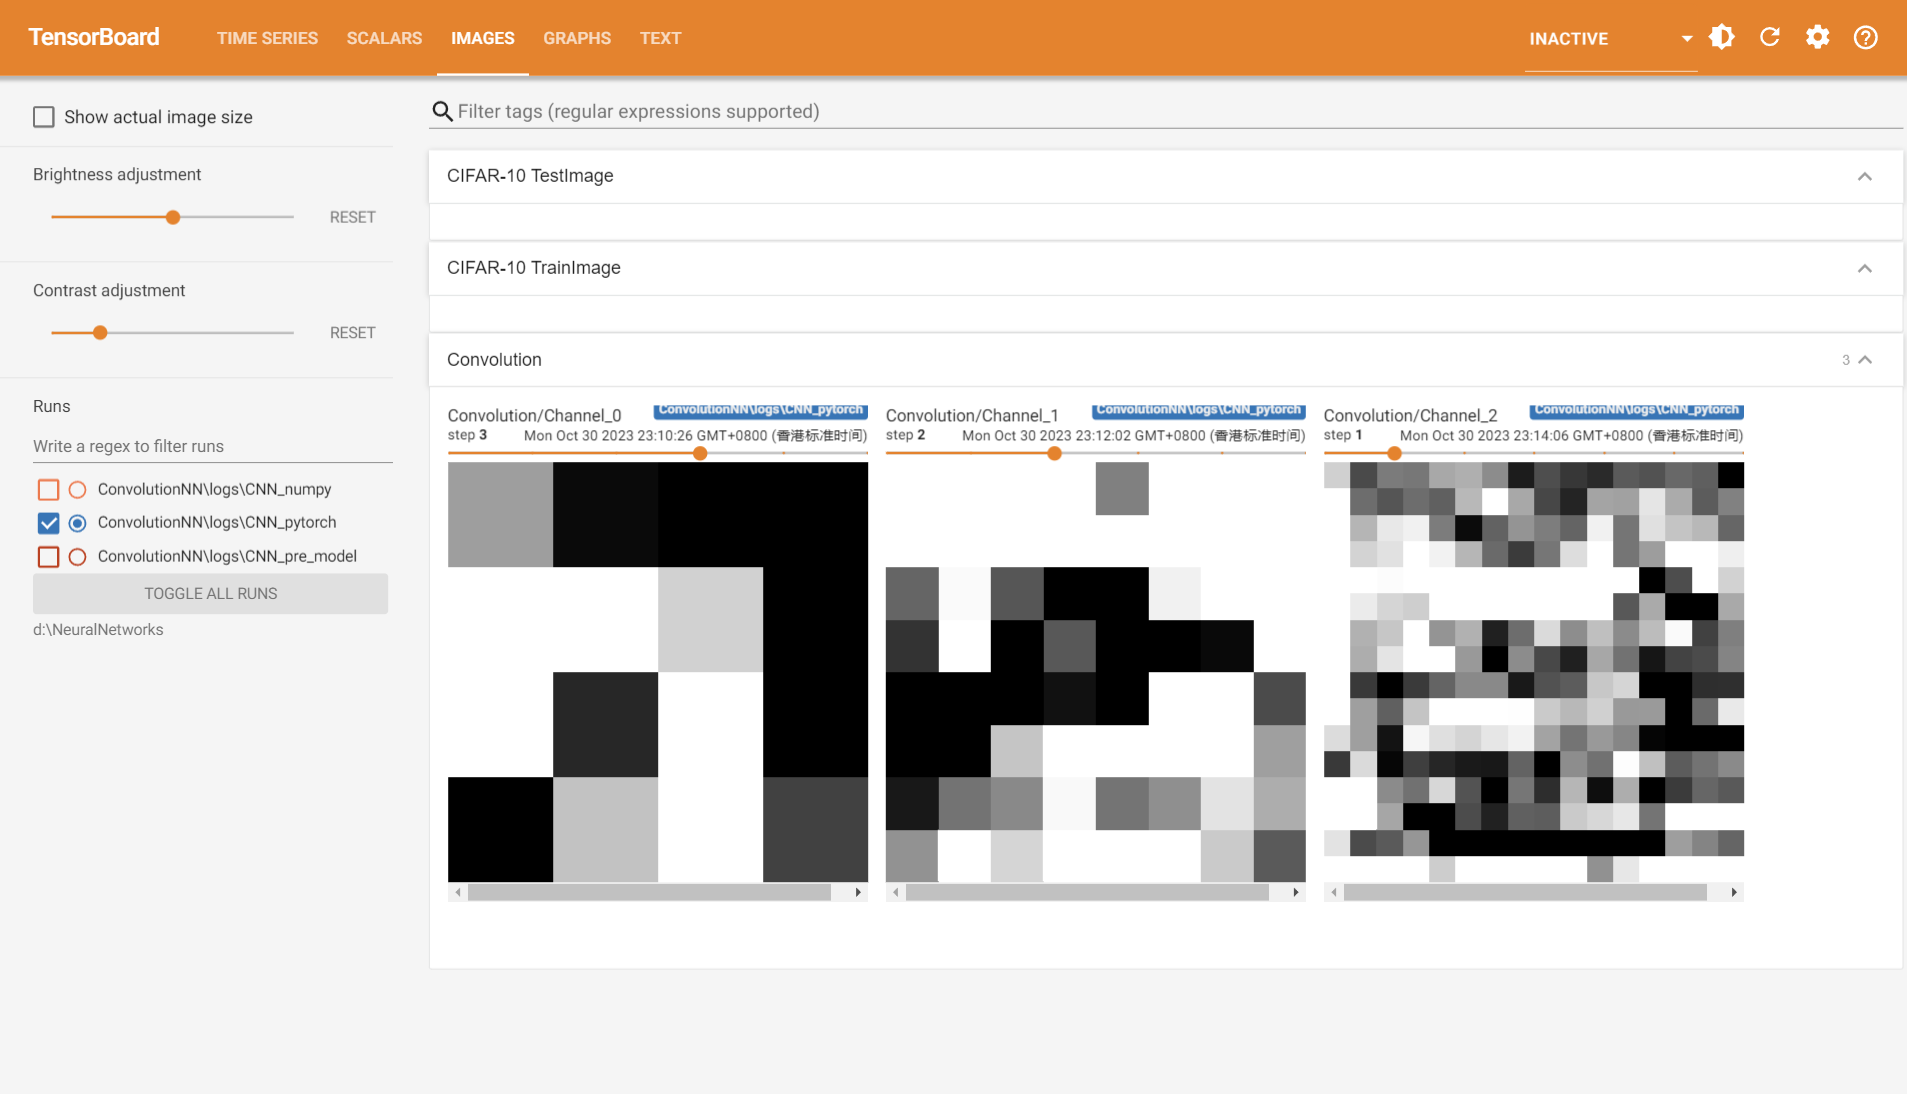 TensorBoard TIME SERIES SCALARS IMAGES GRAPHS TEXT INACTIVE
Show actual image size
Brightness adjustment
RESET
Contrast adjustment
RESET
Runs
Write a regex to filter runs
ConvolutionNN\logs\CNN_numpy
ConvolutionNN\logs\CNN_pytorch
ConvolutionNN\logs\CNN_pre_model
TOGGLE ALL RUNS
d:\NeuralNetworks
Filter tags (regular expressions supported)
CIFAR-10 TestImage
CIFAR-10 TrainImage
Convolution 3
Convolution/Channel_0 ConvolutionNN\logs\CNN_pytorch
step 3 Mon Oct 30 2023 23:10:26 GMT+0800 (香港标准时间)
Convolution/Channel_1 ConvolutionNN\logs\CNN_pytorch
step 2 Mon Oct 30 2023 23:12:02 GMT+0800 (香港标准时间)
Convolution/Channel_2 ConvolutionNN\logs\CNN_pytorch
step 1 Mon Oct 30 2023 23:14:06 GMT+0800 (香港标准时间)